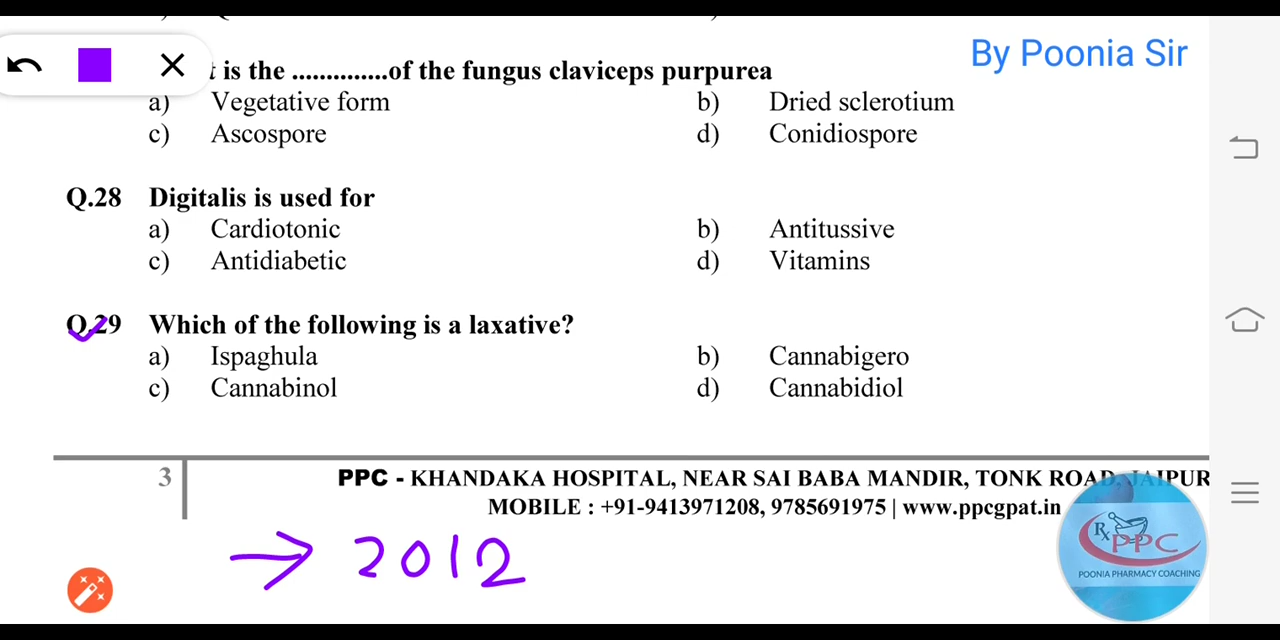 By Poonia Sir
is the ..............of the fungus claviceps purpurea
a) Vegetative form b) Dried sclerotium
c) Ascospore d) Conidiospore
Q.28 Digitalis is used for
a) Cardiotonic b) Antitussive
c) Antidiabetic d) Vitamins
Q.29 Which of the following is a laxative?
a) Ispaghula b) Cannabigero
c) Cannabinol d) Cannabidiol
3 PPC - KHANDAKA HOSPITAL, NEAR SAI BABA MANDIR, TONK ROAD, JAIPUR
MOBILE : +91-9413971208, 9785691975 | www.ppcgpat.in
→ 2012
Rx PPC
POONIA PHARMACY COACHING